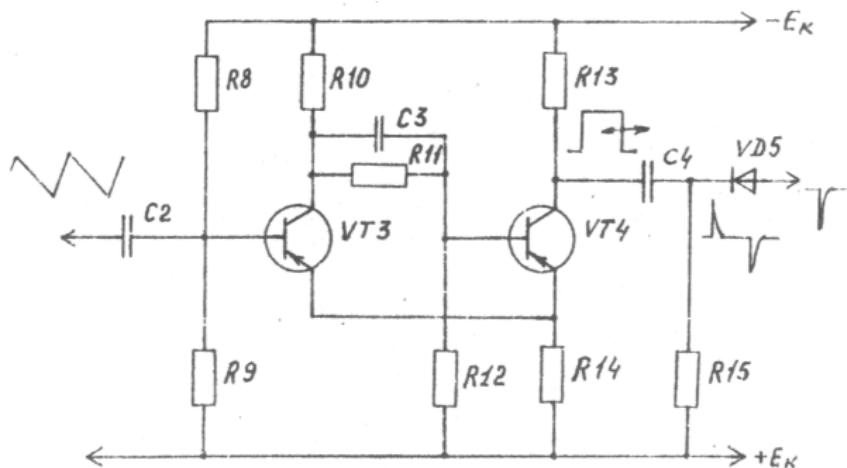 -Eк
R8
R10
R13
C3
R11
C4
VD5
C2
VT3
VT4
R9
R12
R14
R15
+Eк